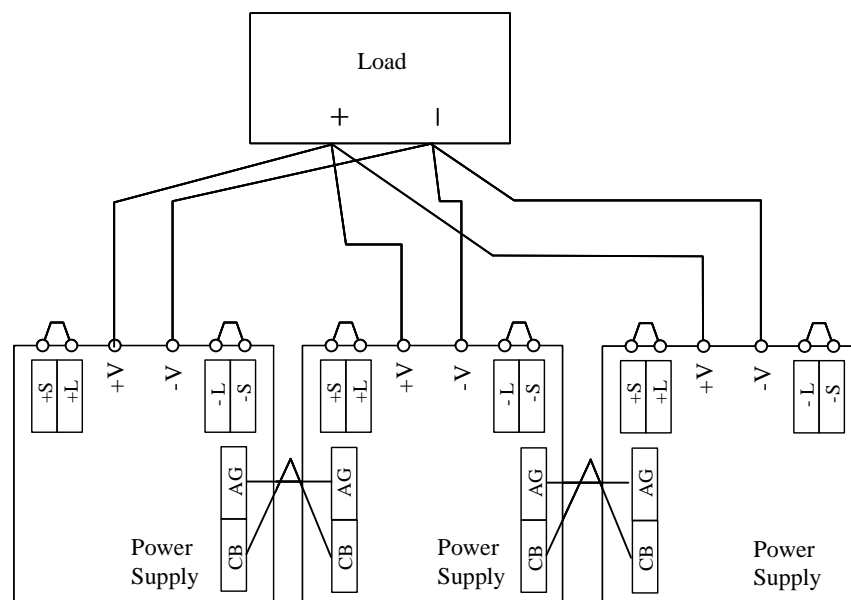 Load
+ −
+S +L +V -V -L -S
+S +L +V -V -L -S
+S +L +V -V -L -S
AG AG AG AG
CB CB CB CB
Power
Supply
Power
Supply
Power
Supply